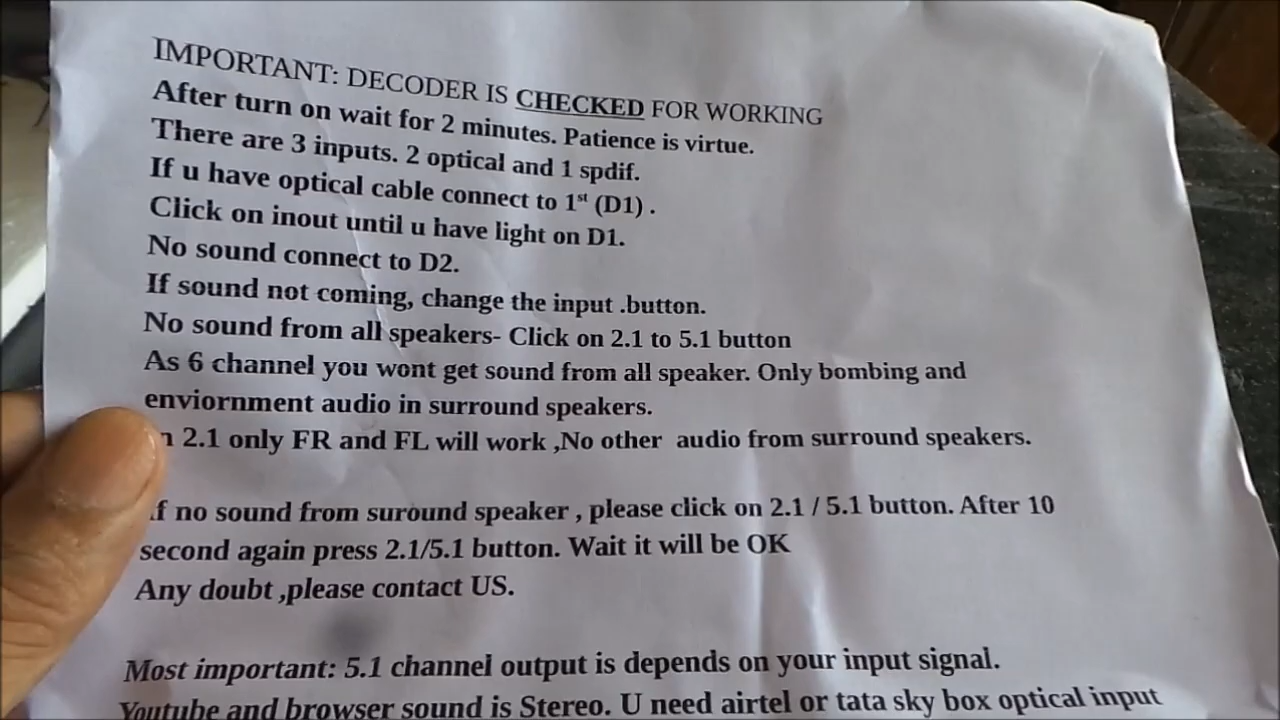 IMPORTANT: DECODER IS CHECKED FOR WORKING
After turn on wait for 2 minutes. Patience is virtue.
There are 3 inputs. 2 optical and 1 spdif.
If u have optical cable connect to 1st (D1) .
Click on inout until u have light on D1.
No sound connect to D2.
If sound not coming, change the input .button.
No sound from all speakers- Click on 2.1 to 5.1 button
As 6 channel you wont get sound from all speaker. Only bombing and
enviornment audio in surround speakers.
n 2.1 only FR and FL will work ,No other audio from surround speakers.
f no sound from suround speaker , please click on 2.1 / 5.1 button. After 10
second again press 2.1/5.1 button. Wait it will be OK
Any doubt ,please contact US.
Most important: 5.1 channel output is depends on your input signal.
Youtube and browser sound is Stereo. U need airtel or tata sky box optical input